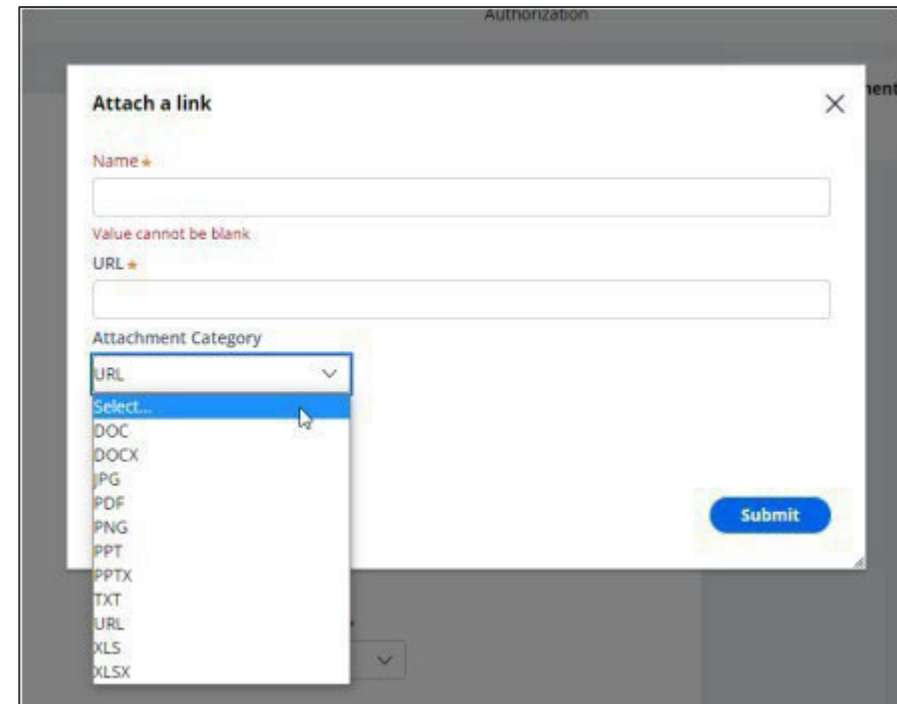 Authorization
Attach a link
Name★
Value cannot be blank
URL★
Attachment Category
URL
Select...
DOC
DOCX
JPG
PDF
PNG
PPT
PPTX
TXT
URL
XLS
XLSX
Submit